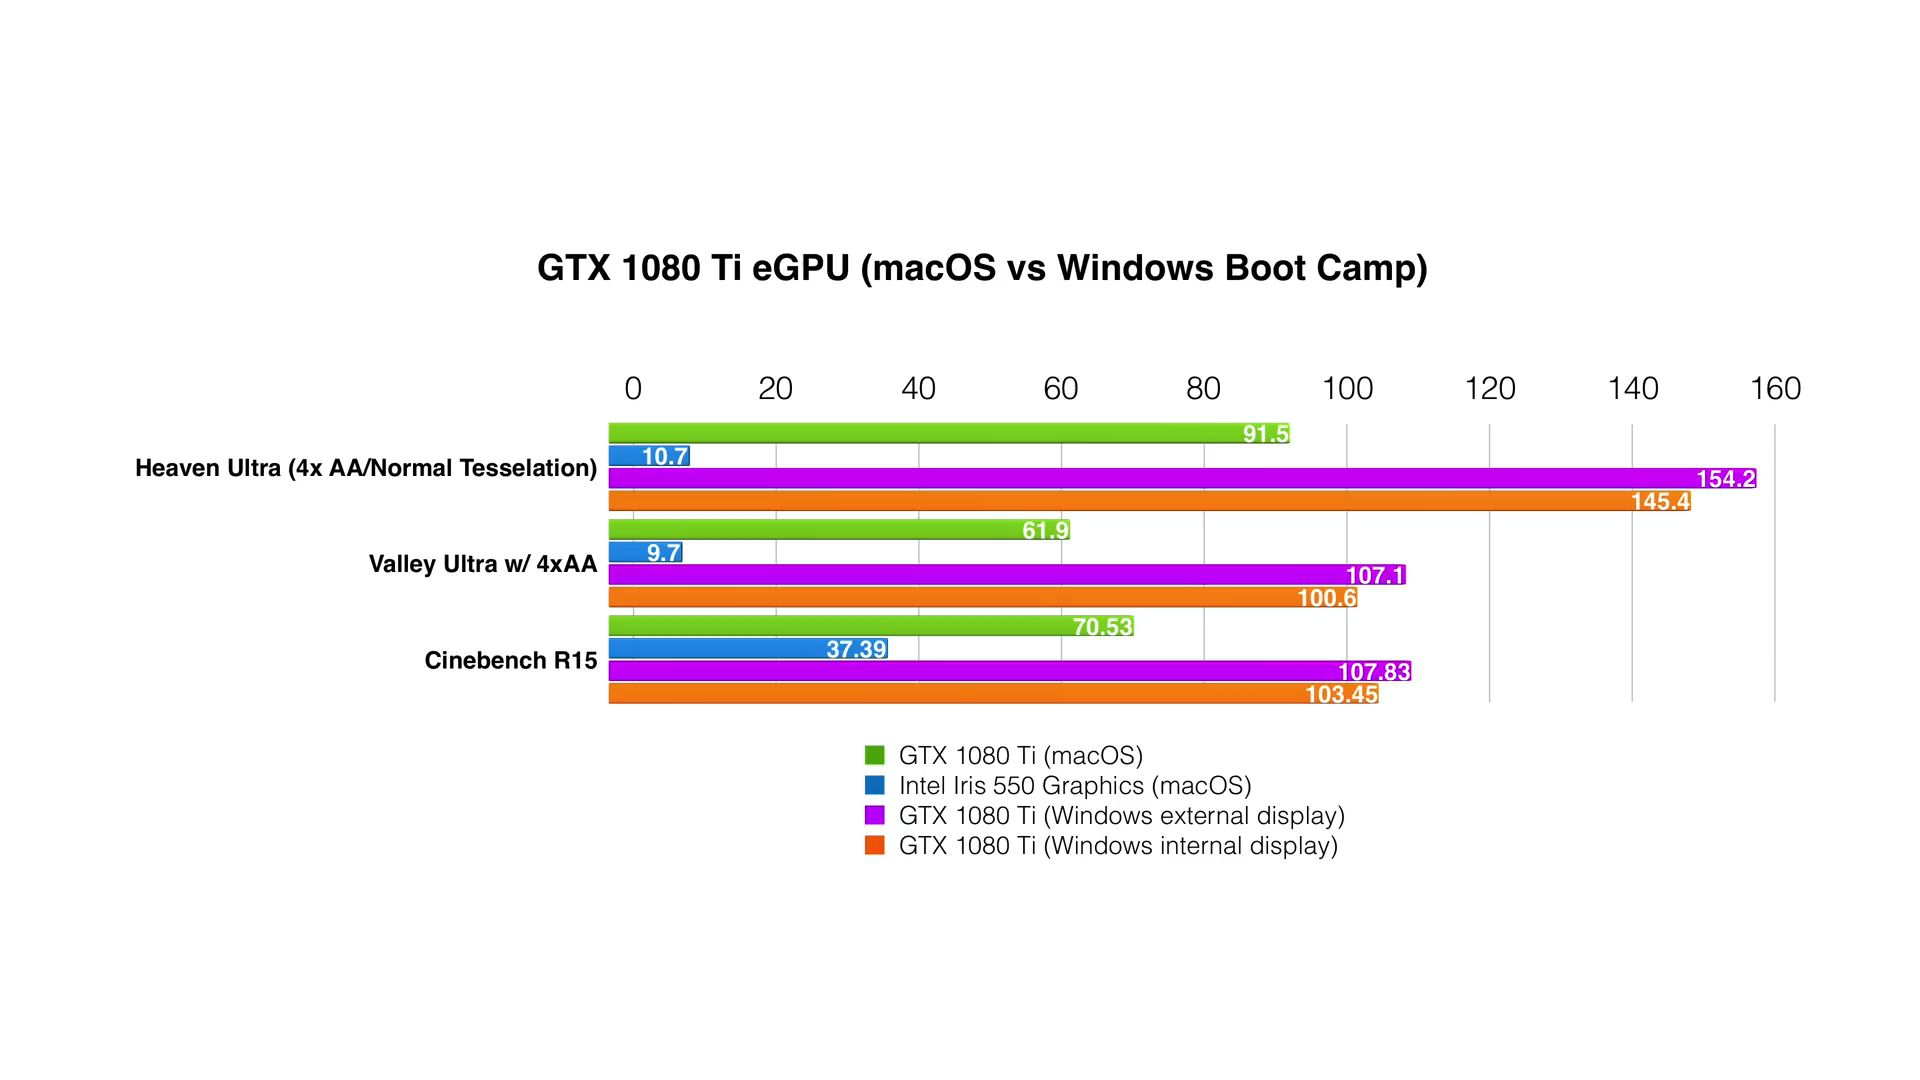 GTX 1080 Ti eGPU (macOS vs Windows Boot Camp)
0 20 40 60 80 100 120 140 160
91.5
Heaven Ultra (4x AA/Normal Tesselation)
10.7
154.2
145.4
61.9
Valley Ultra w/ 4xAA
9.7
107.1
100.6
70.53
Cinebench R15
37.39
107.83
103.45
GTX 1080 Ti (macOS)
Intel Iris 550 Graphics (macOS)
GTX 1080 Ti (Windows external display)
GTX 1080 Ti (Windows internal display)